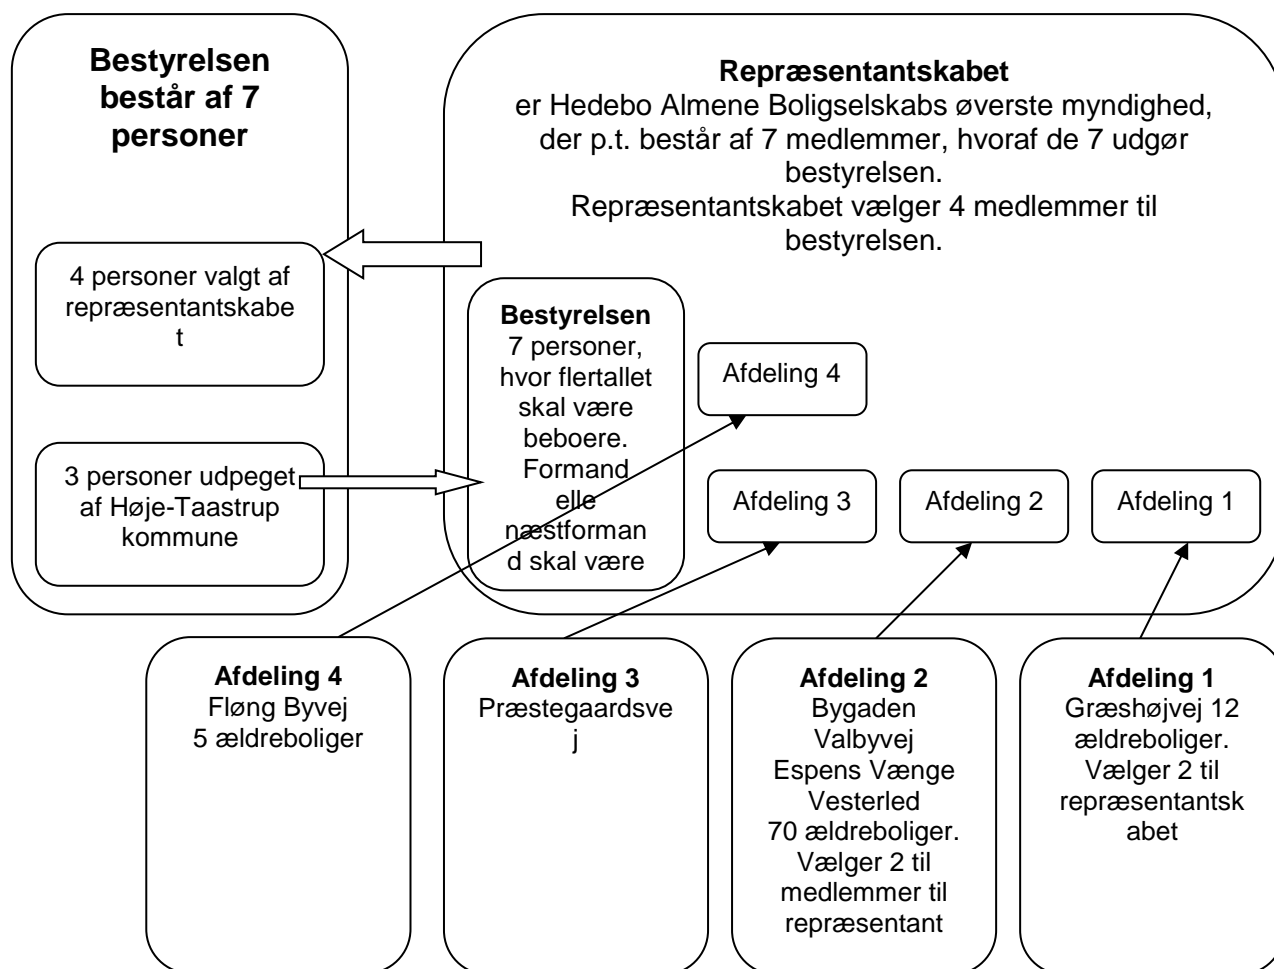 Bestyrelsen
består af 7
personer
4 personer valgt af
repræsentantskabe
t
3 personer udpeget
af Høje-Taastrup
kommune
Repræsentantskabet
er Hedebo Almene Boligselskabs øverste myndighed,
der p.t. består af 7 medlemmer, hvoraf de 7 udgør
bestyrelsen.
Repræsentantskabet vælger 4 medlemmer til
bestyrelsen.
Bestyrelsen
7 personer,
hvor flertallet
skal være
beboere.
Formand
elle
næstforman
d skal være
Afdeling 4
Afdeling 3
Afdeling 2
Afdeling 1
Afdeling 4
Fløng Byvej
5 ældreboliger
Afdeling 3
Præstegaardsve
j
Afdeling 2
Bygaden
Valbyvej
Espens Vænge
Vesterled
70 ældreboliger.
Vælger 2 til
medlemmer til
repræsentant
Afdeling 1
Græshøjvej 12
ældreboliger.
Vælger 2 til
repræsentantsk
abet